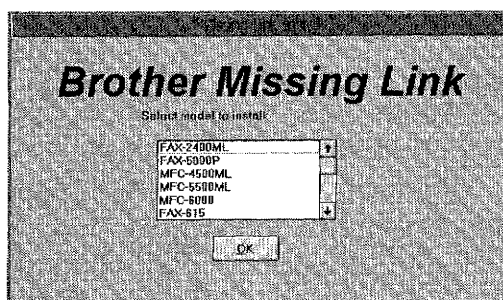 Brother Missing Link
Select model to install:
FAX-2400ML
FAX-5000P
MFC-4500ML
MFC-5500ML
MFC-6000
FAX-615
OK